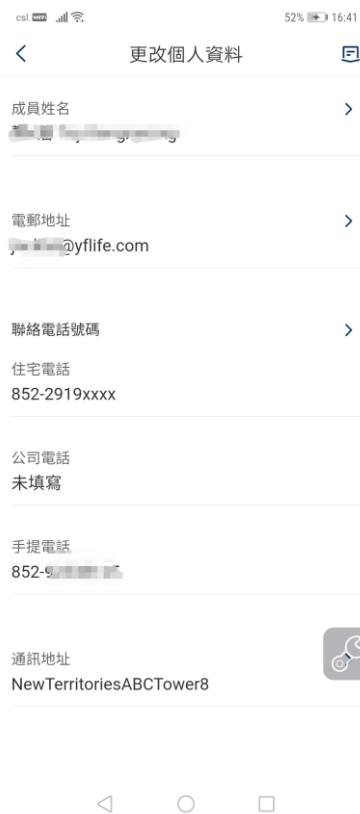 csl. 52% 16:41
更改個人資料
成員姓名
電郵地址
@yflife.com
聯絡電話號碼
住宅電話
852-2919xxxx
公司電話
未填寫
手提電話
852-9
通訊地址
NewTerritoriesABCTower8